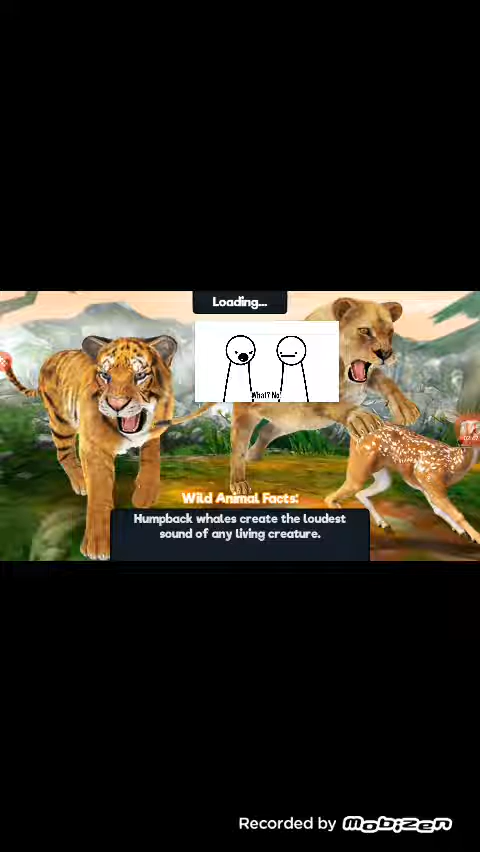 Loading...
What? No!
Wild Animal Facts:
Humpback whales create the loudest
sound of any living creature.
Recorded by Mobizen